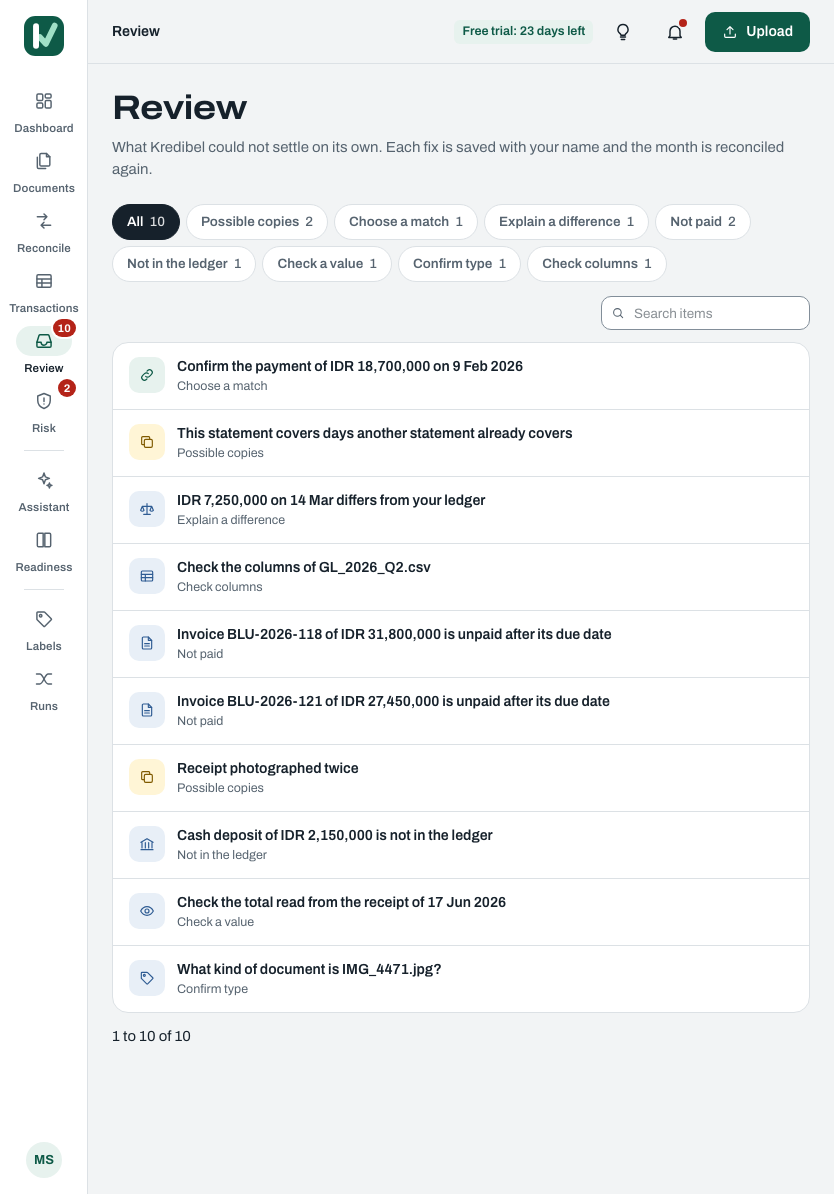 Review
Free trial: 23 days left
Upload
Dashboard
Documents
Reconcile
Transactions
10
Review
2
Risk
Assistant
Readiness
Labels
Runs
MS
Review
What Kredibel could not settle on its own. Each fix is saved with your name and the month is reconciled
again.
All 10
Possible copies 2
Choose a match 1
Explain a difference 1
Not paid 2
Not in the ledger 1
Check a value 1
Confirm type 1
Check columns 1
Search items
Confirm the payment of IDR 18,700,000 on 9 Feb 2026
Choose a match
This statement covers days another statement already covers
Possible copies
IDR 7,250,000 on 14 Mar differs from your ledger
Explain a difference
Check the columns of GL_2026_Q2.csv
Check columns
Invoice BLU-2026-118 of IDR 31,800,000 is unpaid after its due date
Not paid
Invoice BLU-2026-121 of IDR 27,450,000 is unpaid after its due date
Not paid
Receipt photographed twice
Possible copies
Cash deposit of IDR 2,150,000 is not in the ledger
Not in the ledger
Check the total read from the receipt of 17 Jun 2026
Check a value
What kind of document is IMG_4471.jpg?
Confirm type
1 to 10 of 10